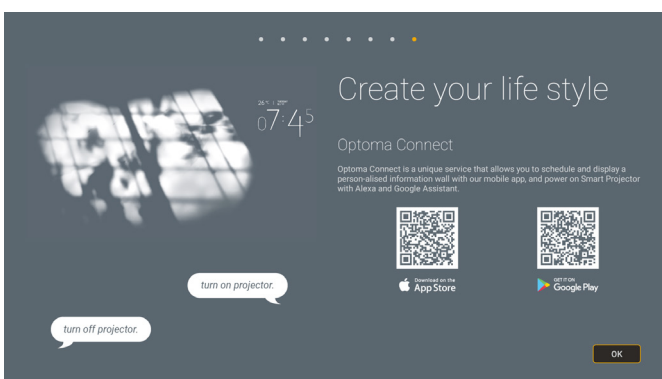 Create your life style
07:45
Optoma Connect
Optoma Connect is a unique service that allows you to schedule and display a
person-alised information wall with our mobile app, and power on Smart Projector
with Alexa and Google Assistant.
Download on the
App Store
GET IT ON
Google Play
turn on projector.
turn off projector.
OK